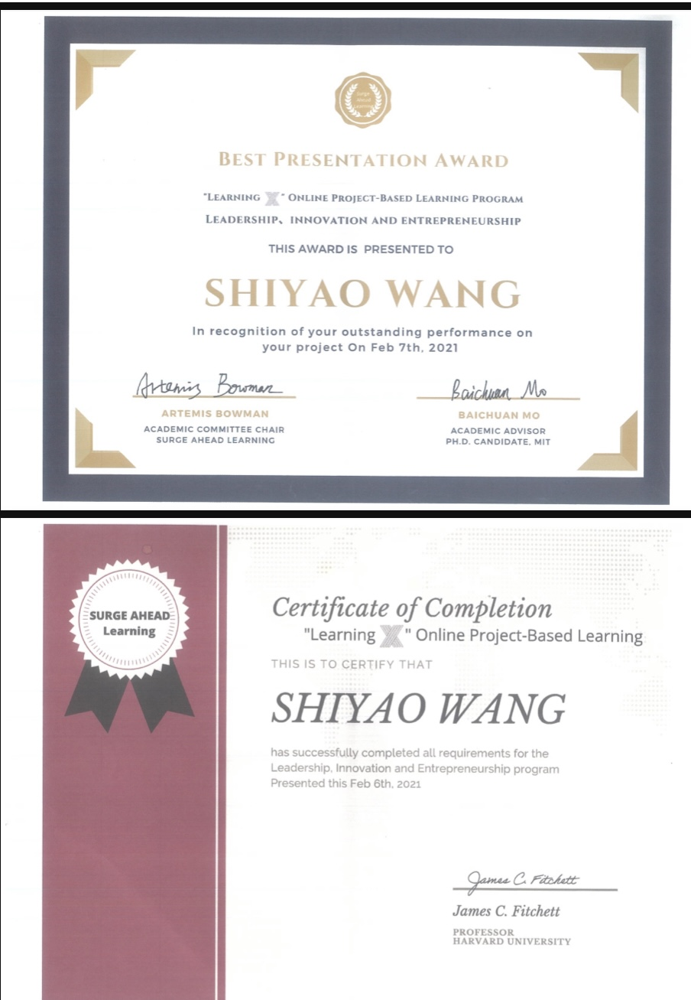 Surge
Ahead
Learning
BEST PRESENTATION AWARD
"LEARNING X" ONLINE PROJECT-BASED LEARNING PROGRAM
LEADERSHIP、INNOVATION AND ENTREPRENEURSHIP
THIS AWARD IS PRESENTED TO
SHIYAO WANG
In recognition of your outstanding performance on
your project On Feb 7th, 2021
Artemis Bowman
Baichuan Mo
ARTEMIS BOWMAN
BAICHUAN MO
ACADEMIC COMMITTEE CHAIR
ACADEMIC ADVISOR
SURGE AHEAD LEARNING
PH.D. CANDIDATE, MIT
SURGE AHEAD
Learning
Certificate of Completion
"Learning X" Online Project-Based Learning
THIS IS TO CERTIFY THAT
SHIYAO WANG
has successfully completed all requirements for the
Leadership, Innovation and Entrepreneurship program
Presented this Feb 6th, 2021
James C. Fitchett
James C. Fitchett
PROFESSOR
HARVARD UNIVERSITY